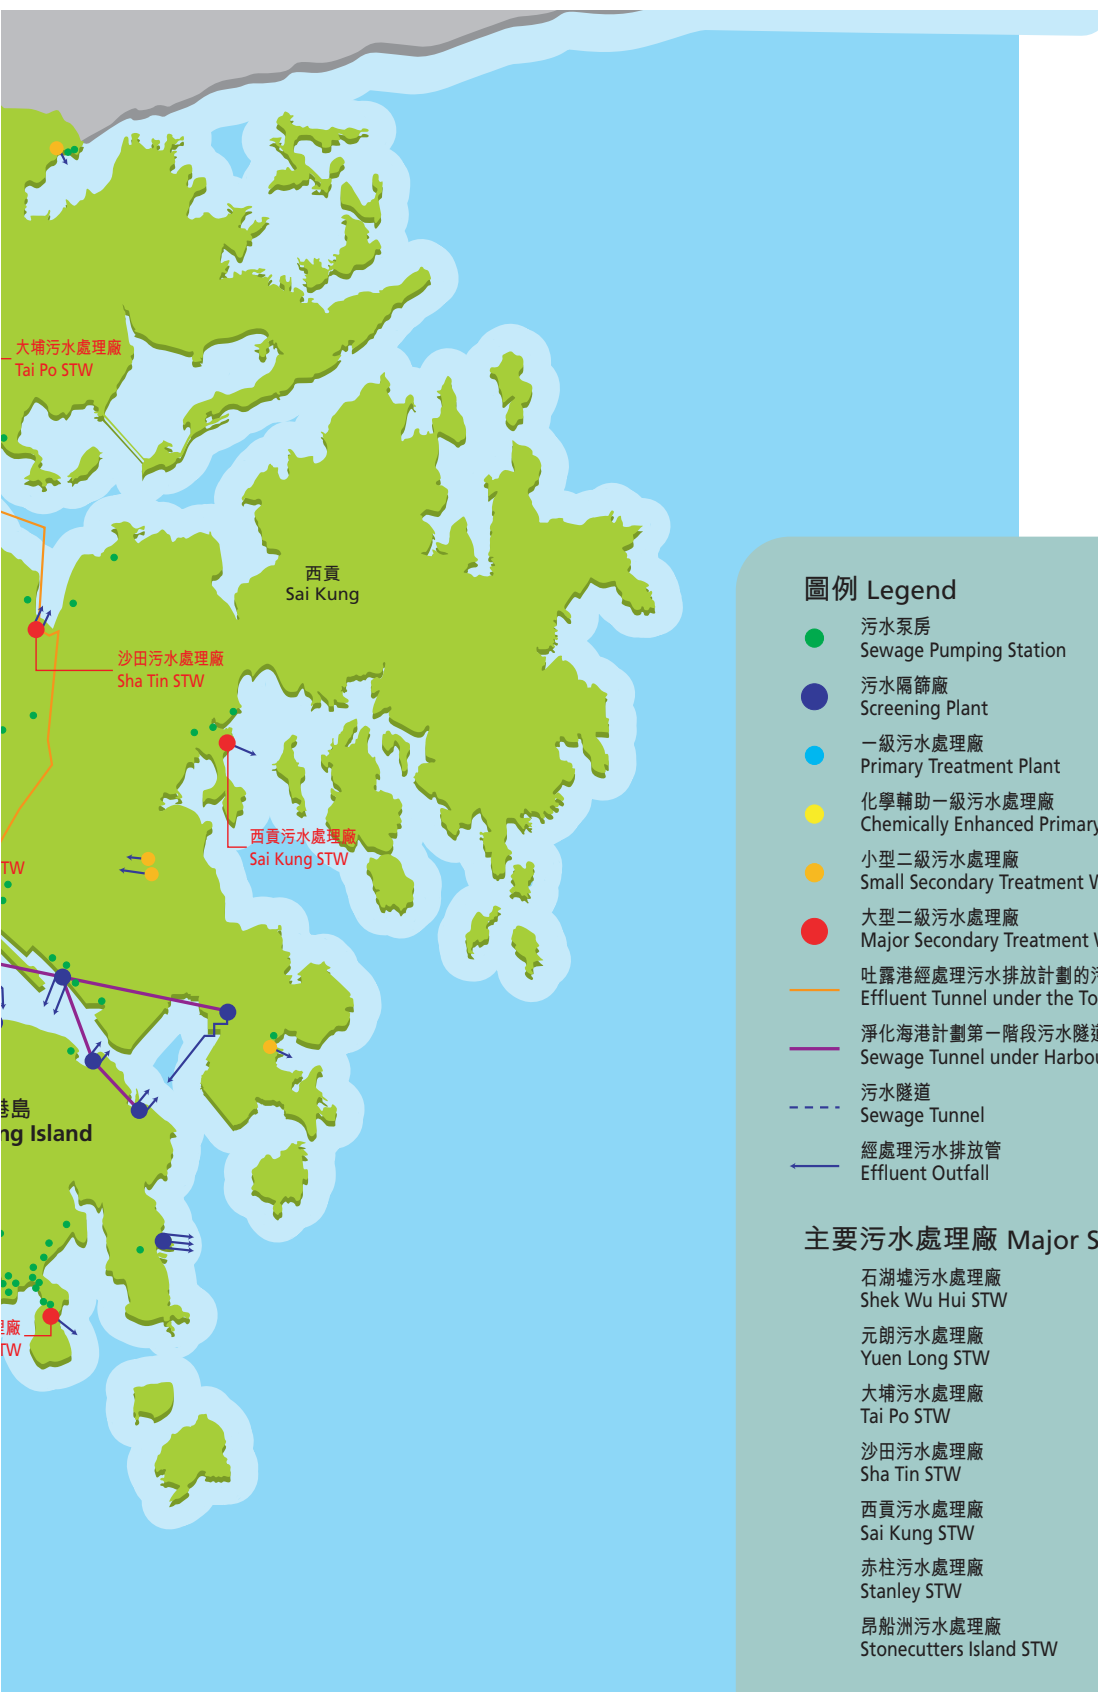 大埔污水處理廠
Tai Po STW
西貢
Sai Kung
沙田污水處理廠
Sha Tin STW
西貢污水處理廠
Sai Kung STW
TW
港島
ng Island
理廠
TW
圖例 Legend
污水泵房
Sewage Pumping Station
污水隔篩廠
Screening Plant
一級污水處理廠
Primary Treatment Plant
化學輔助一級污水處理廠
Chemically Enhanced Primary
小型二級污水處理廠
Small Secondary Treatment W
大型二級污水處理廠
Major Secondary Treatment W
吐露港經處理污水排放計劃的污
Effluent Tunnel under the To
淨化海港計劃第一階段污水隧道
Sewage Tunnel under Harbou
污水隧道
Sewage Tunnel
經處理污水排放管
Effluent Outfall
主要污水處理廠 Major S
石湖墟污水處理廠
Shek Wu Hui STW
元朗污水處理廠
Yuen Long STW
大埔污水處理廠
Tai Po STW
沙田污水處理廠
Sha Tin STW
西貢污水處理廠
Sai Kung STW
赤柱污水處理廠
Stanley STW
昂船洲污水處理廠
Stonecutters Island STW